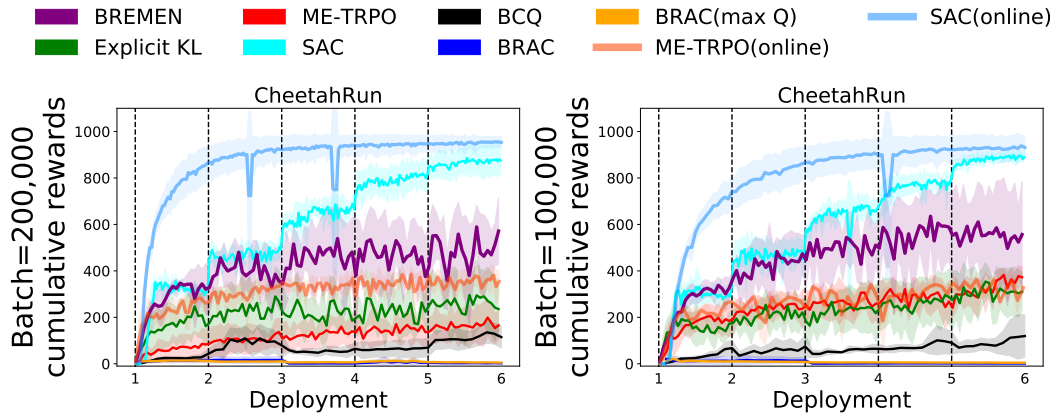 BREMEN ME-TRPO BCQ BRAC(max Q) SAC(online)
Explicit KL SAC BRAC ME-TRPO(online)
CheetahRun
Batch=200,000
cumulative rewards
1000
800
600
400
200
0
1 2 3 4 5 6
Deployment
CheetahRun
Batch=100,000
cumulative rewards
1000
800
600
400
200
0
1 2 3 4 5 6
Deployment